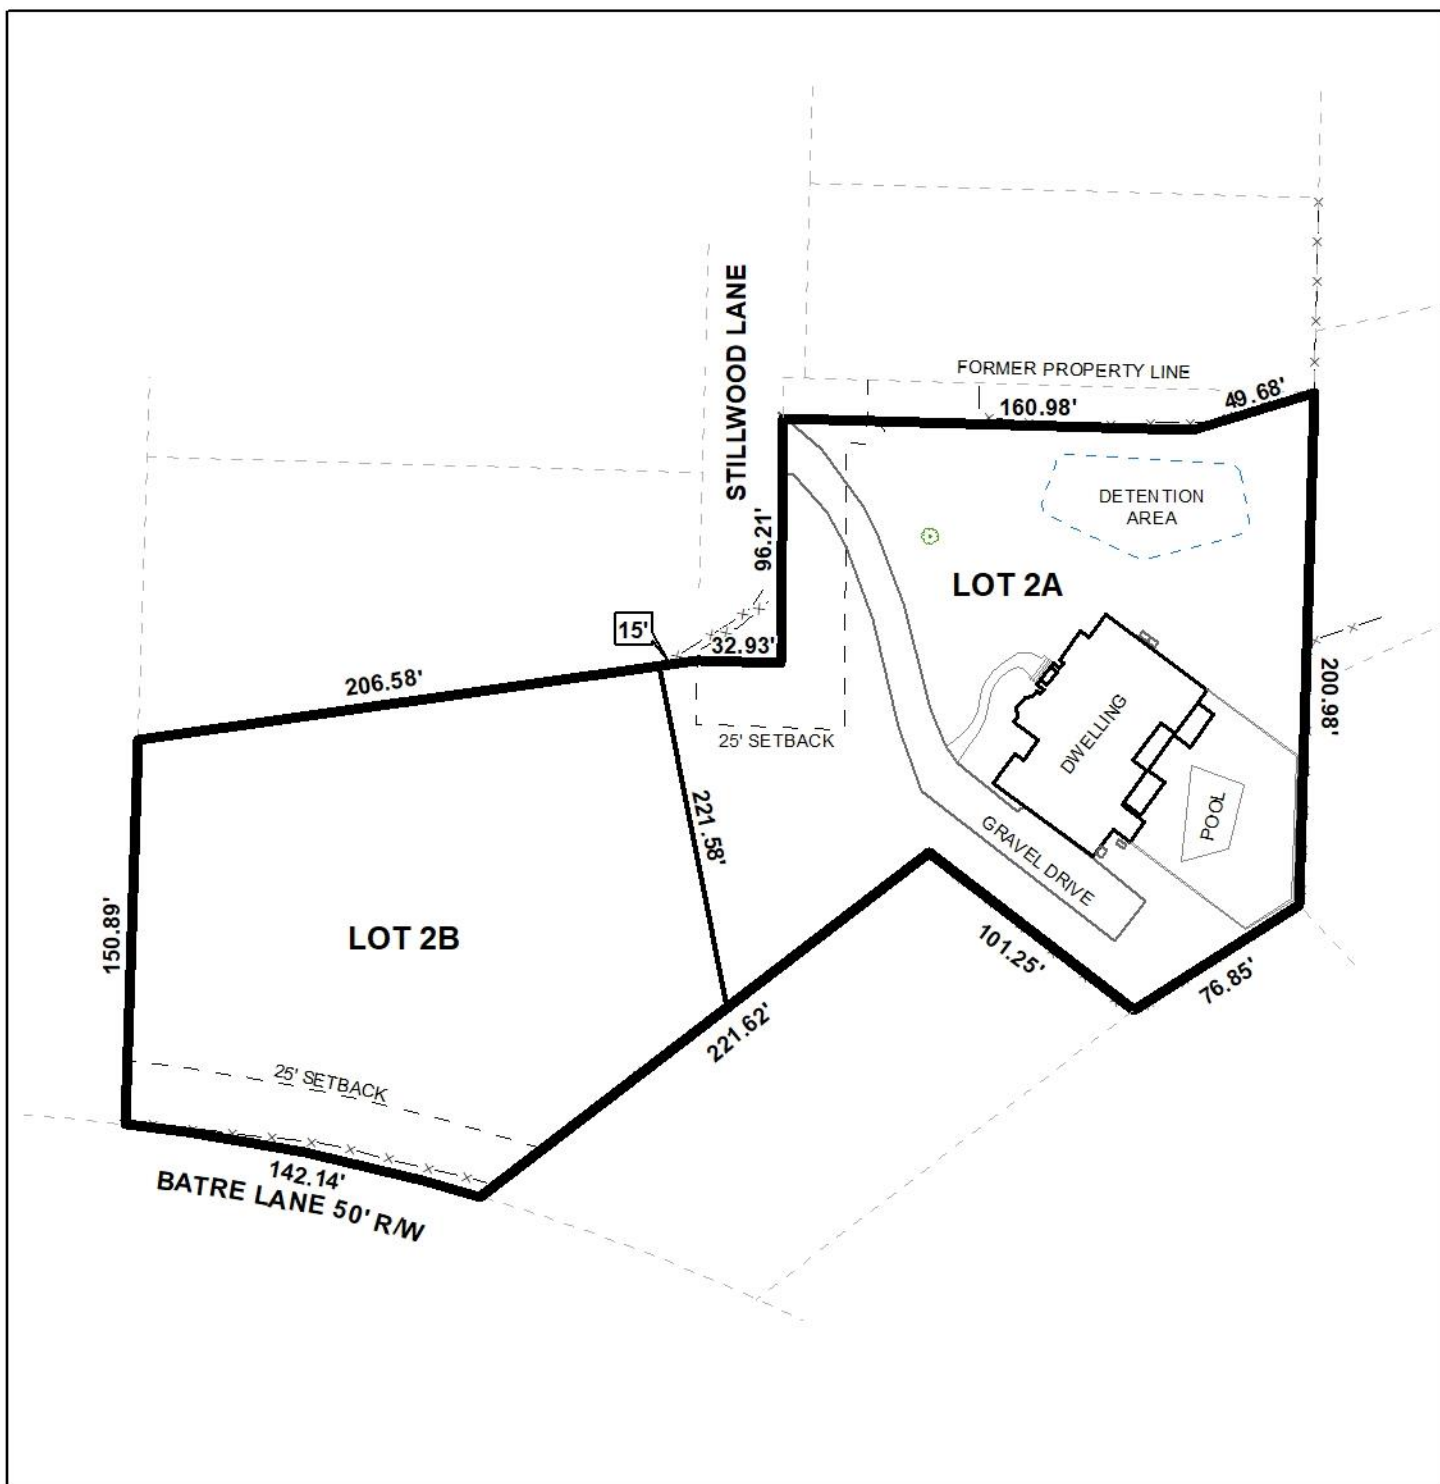 STILLWOOD LANE
FORMER PROPERTY LINE
160.98'
49.68'
DETENTION
AREA
96.21'
LOT 2A
15'
32.93'
206.58'
200.98'
25' SETBACK
DWELLING
POOL
221.58'
GRAVEL DRIVE
150.89'
LOT 2B
101.25'
76.85'
221.62'
25' SETBACK
142.14'
BATRE LANE 50' R/W